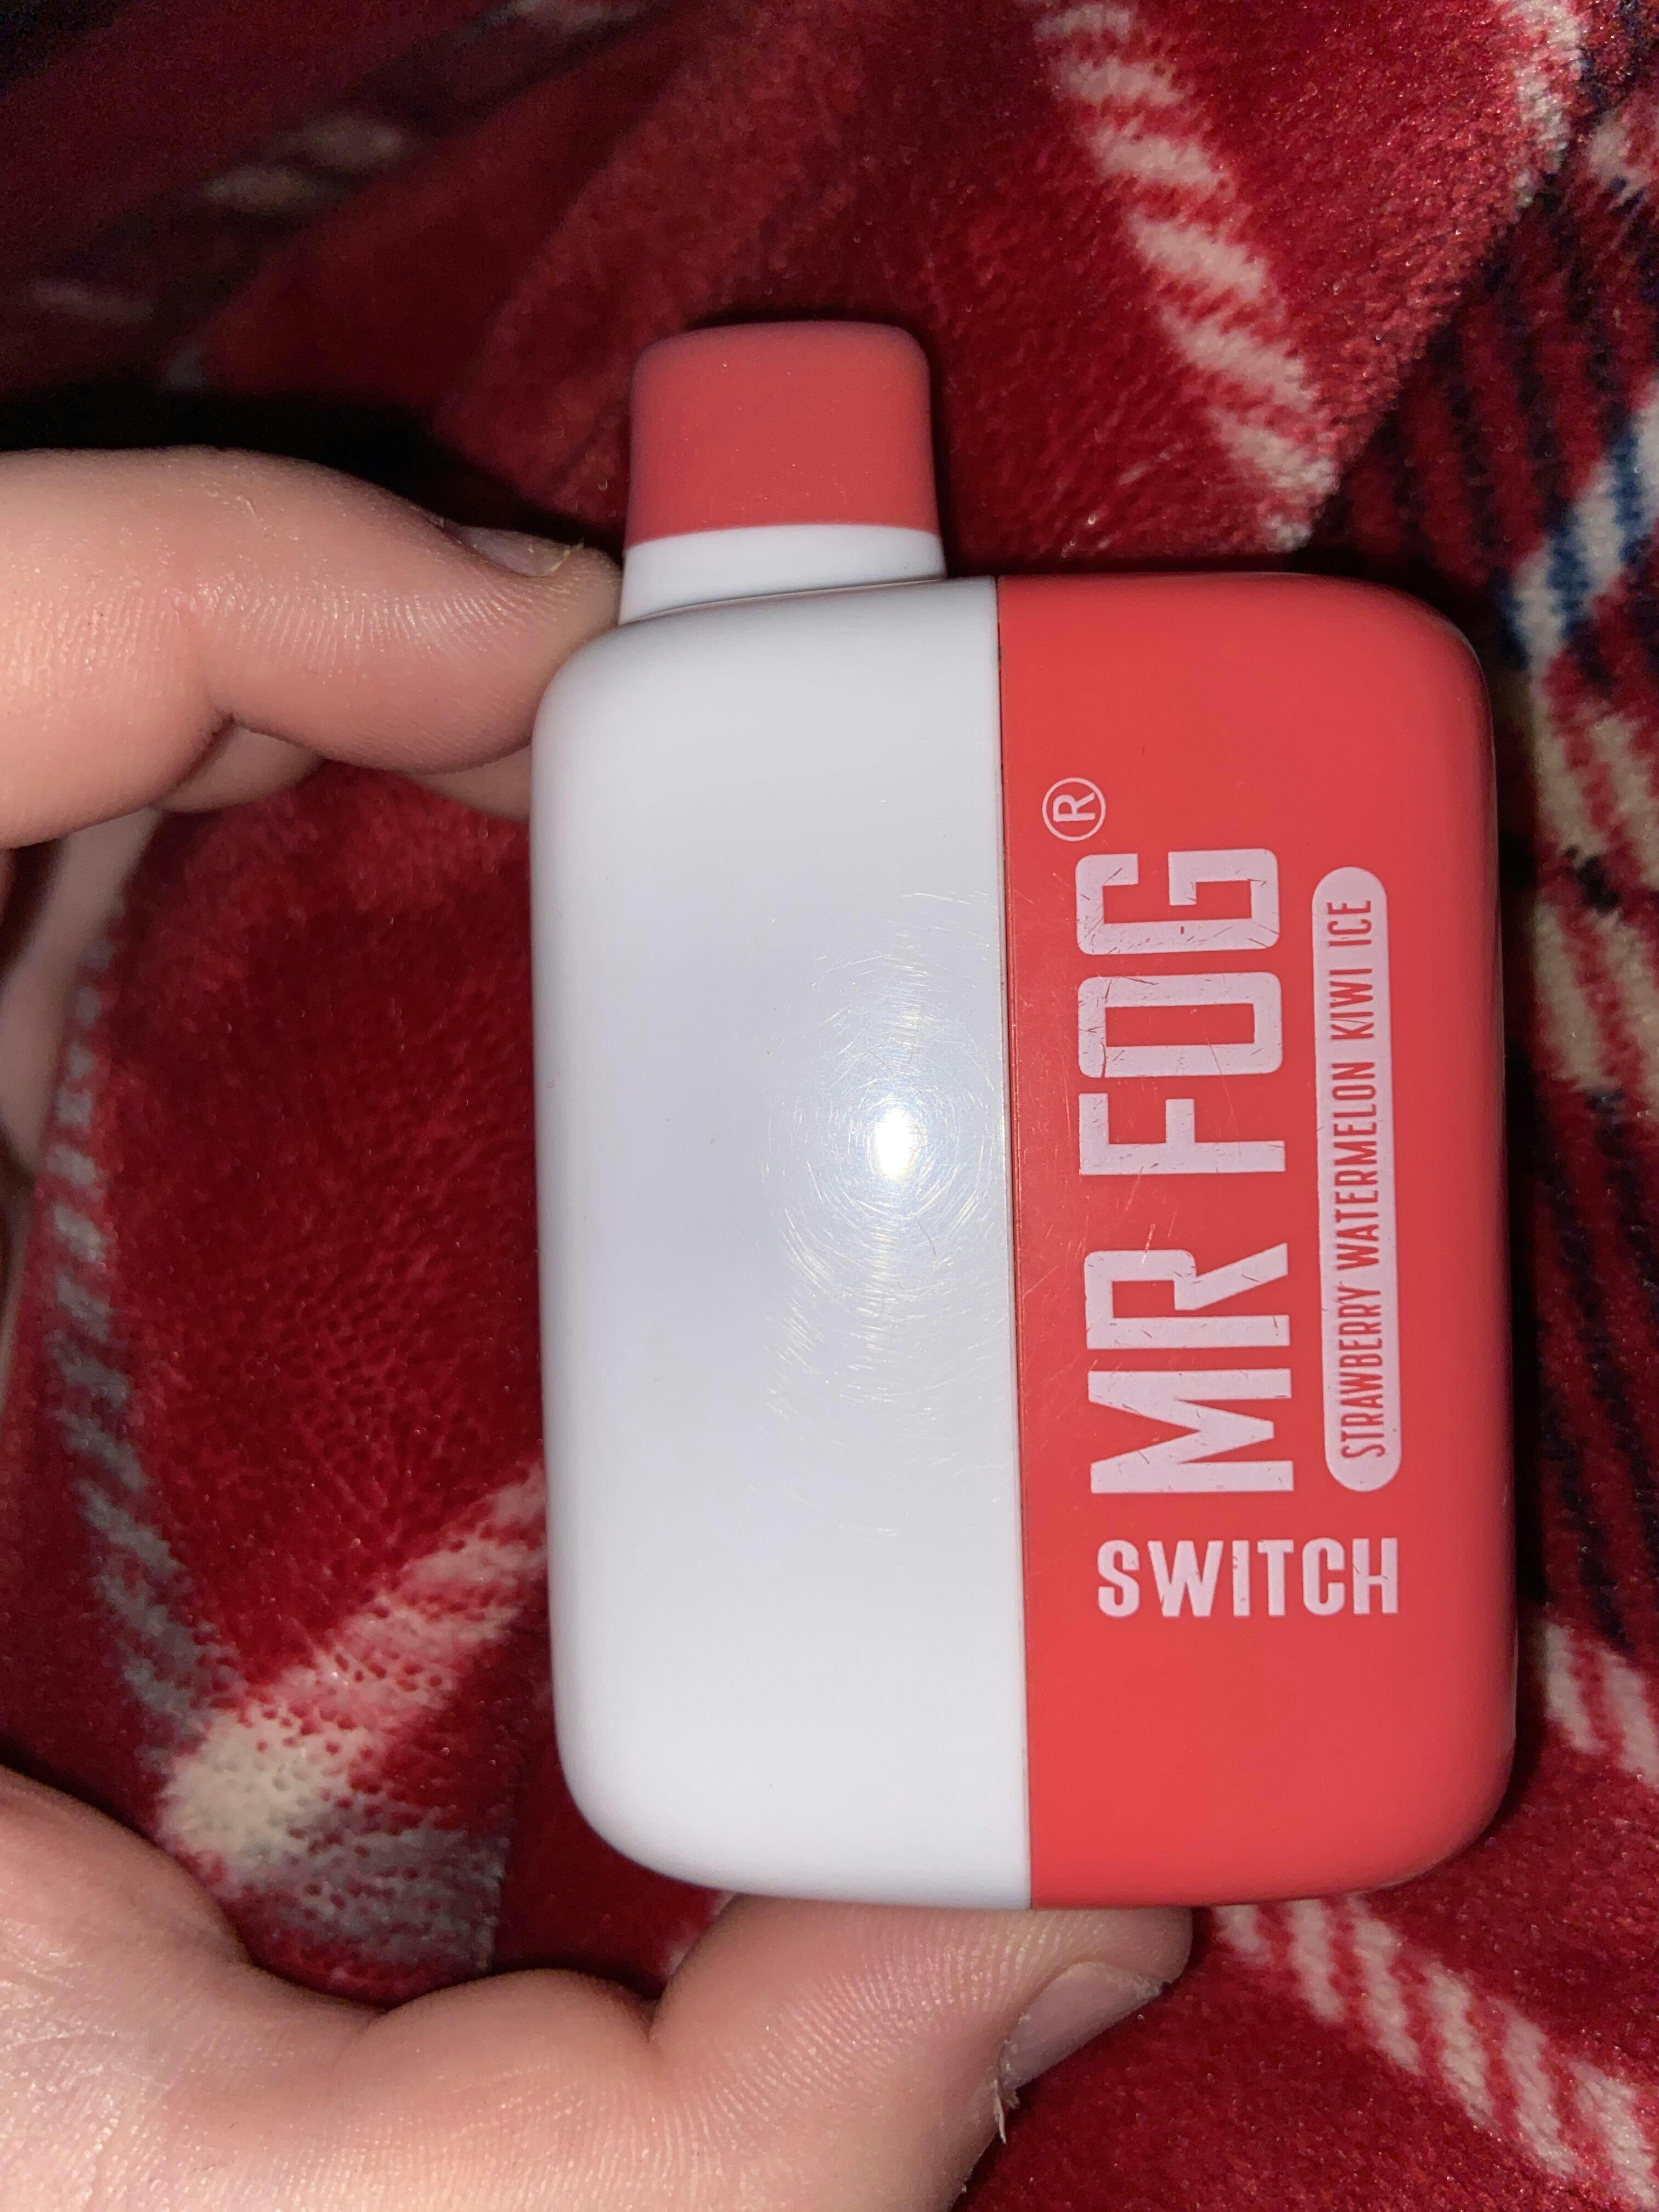 SWITCH
MR FOG®
STRAWBERRY WATERMELON KIWI ICE